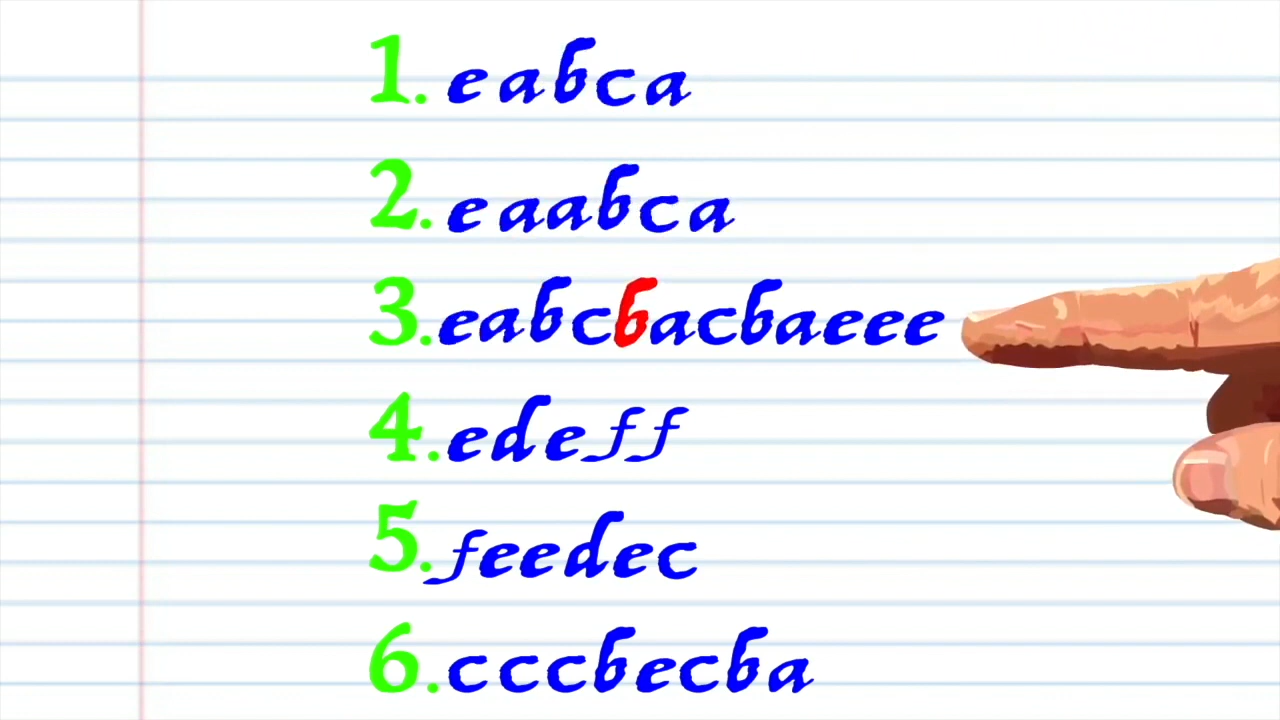 1. eabca
2. eaabca
3. eabcbacbaeee
4. edeff
5. feedec
6. cccbecba